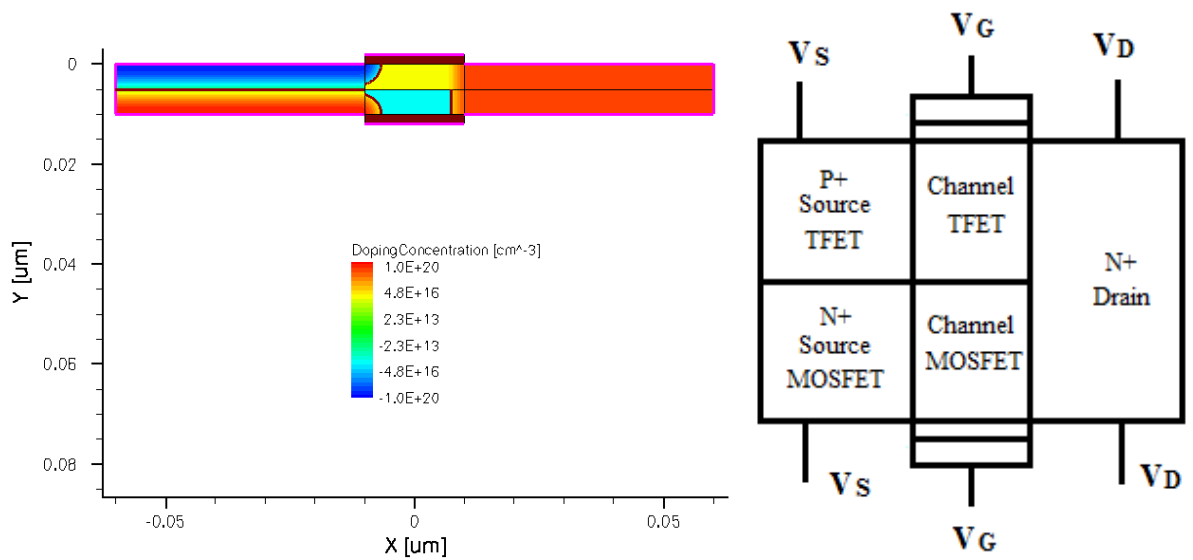 0
0.02
0.04
0.06
0.08
Y [um]
-0.05
0
0.05
X [um]
DopingConcentration [cm^-3]
1.0E+20
4.8E+16
2.3E+13
-2.3E+13
-4.8E+16
-1.0E+20
VS
VG
VD
P+
Source
TFET
Channel
TFET
N+
Drain
N+
Source
MOSFET
Channel
MOSFET
VS
VG
VD